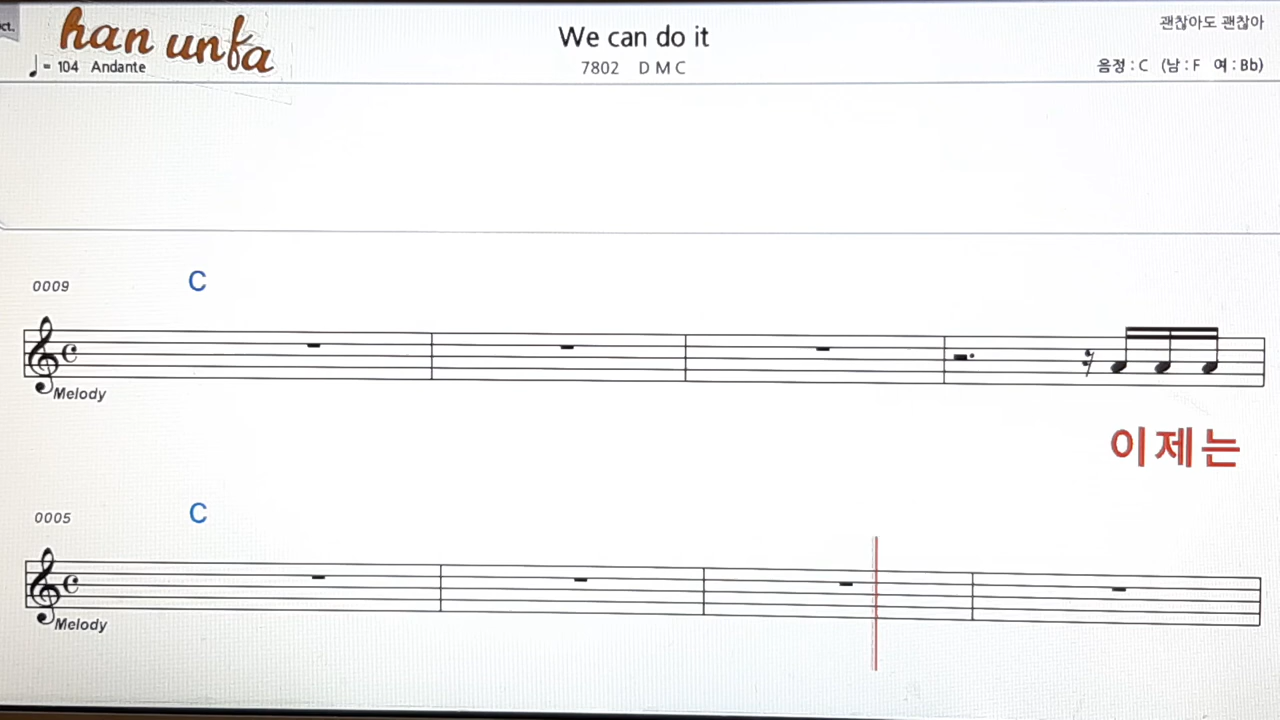 ct.
han unfa
We can do it
괜찮아도 괜찮아
♩= 104 Andante
7802 D M C
음정 : C (남 : F 여 : Bb)
0009
C
Melody
이제는
0005
C
Melody